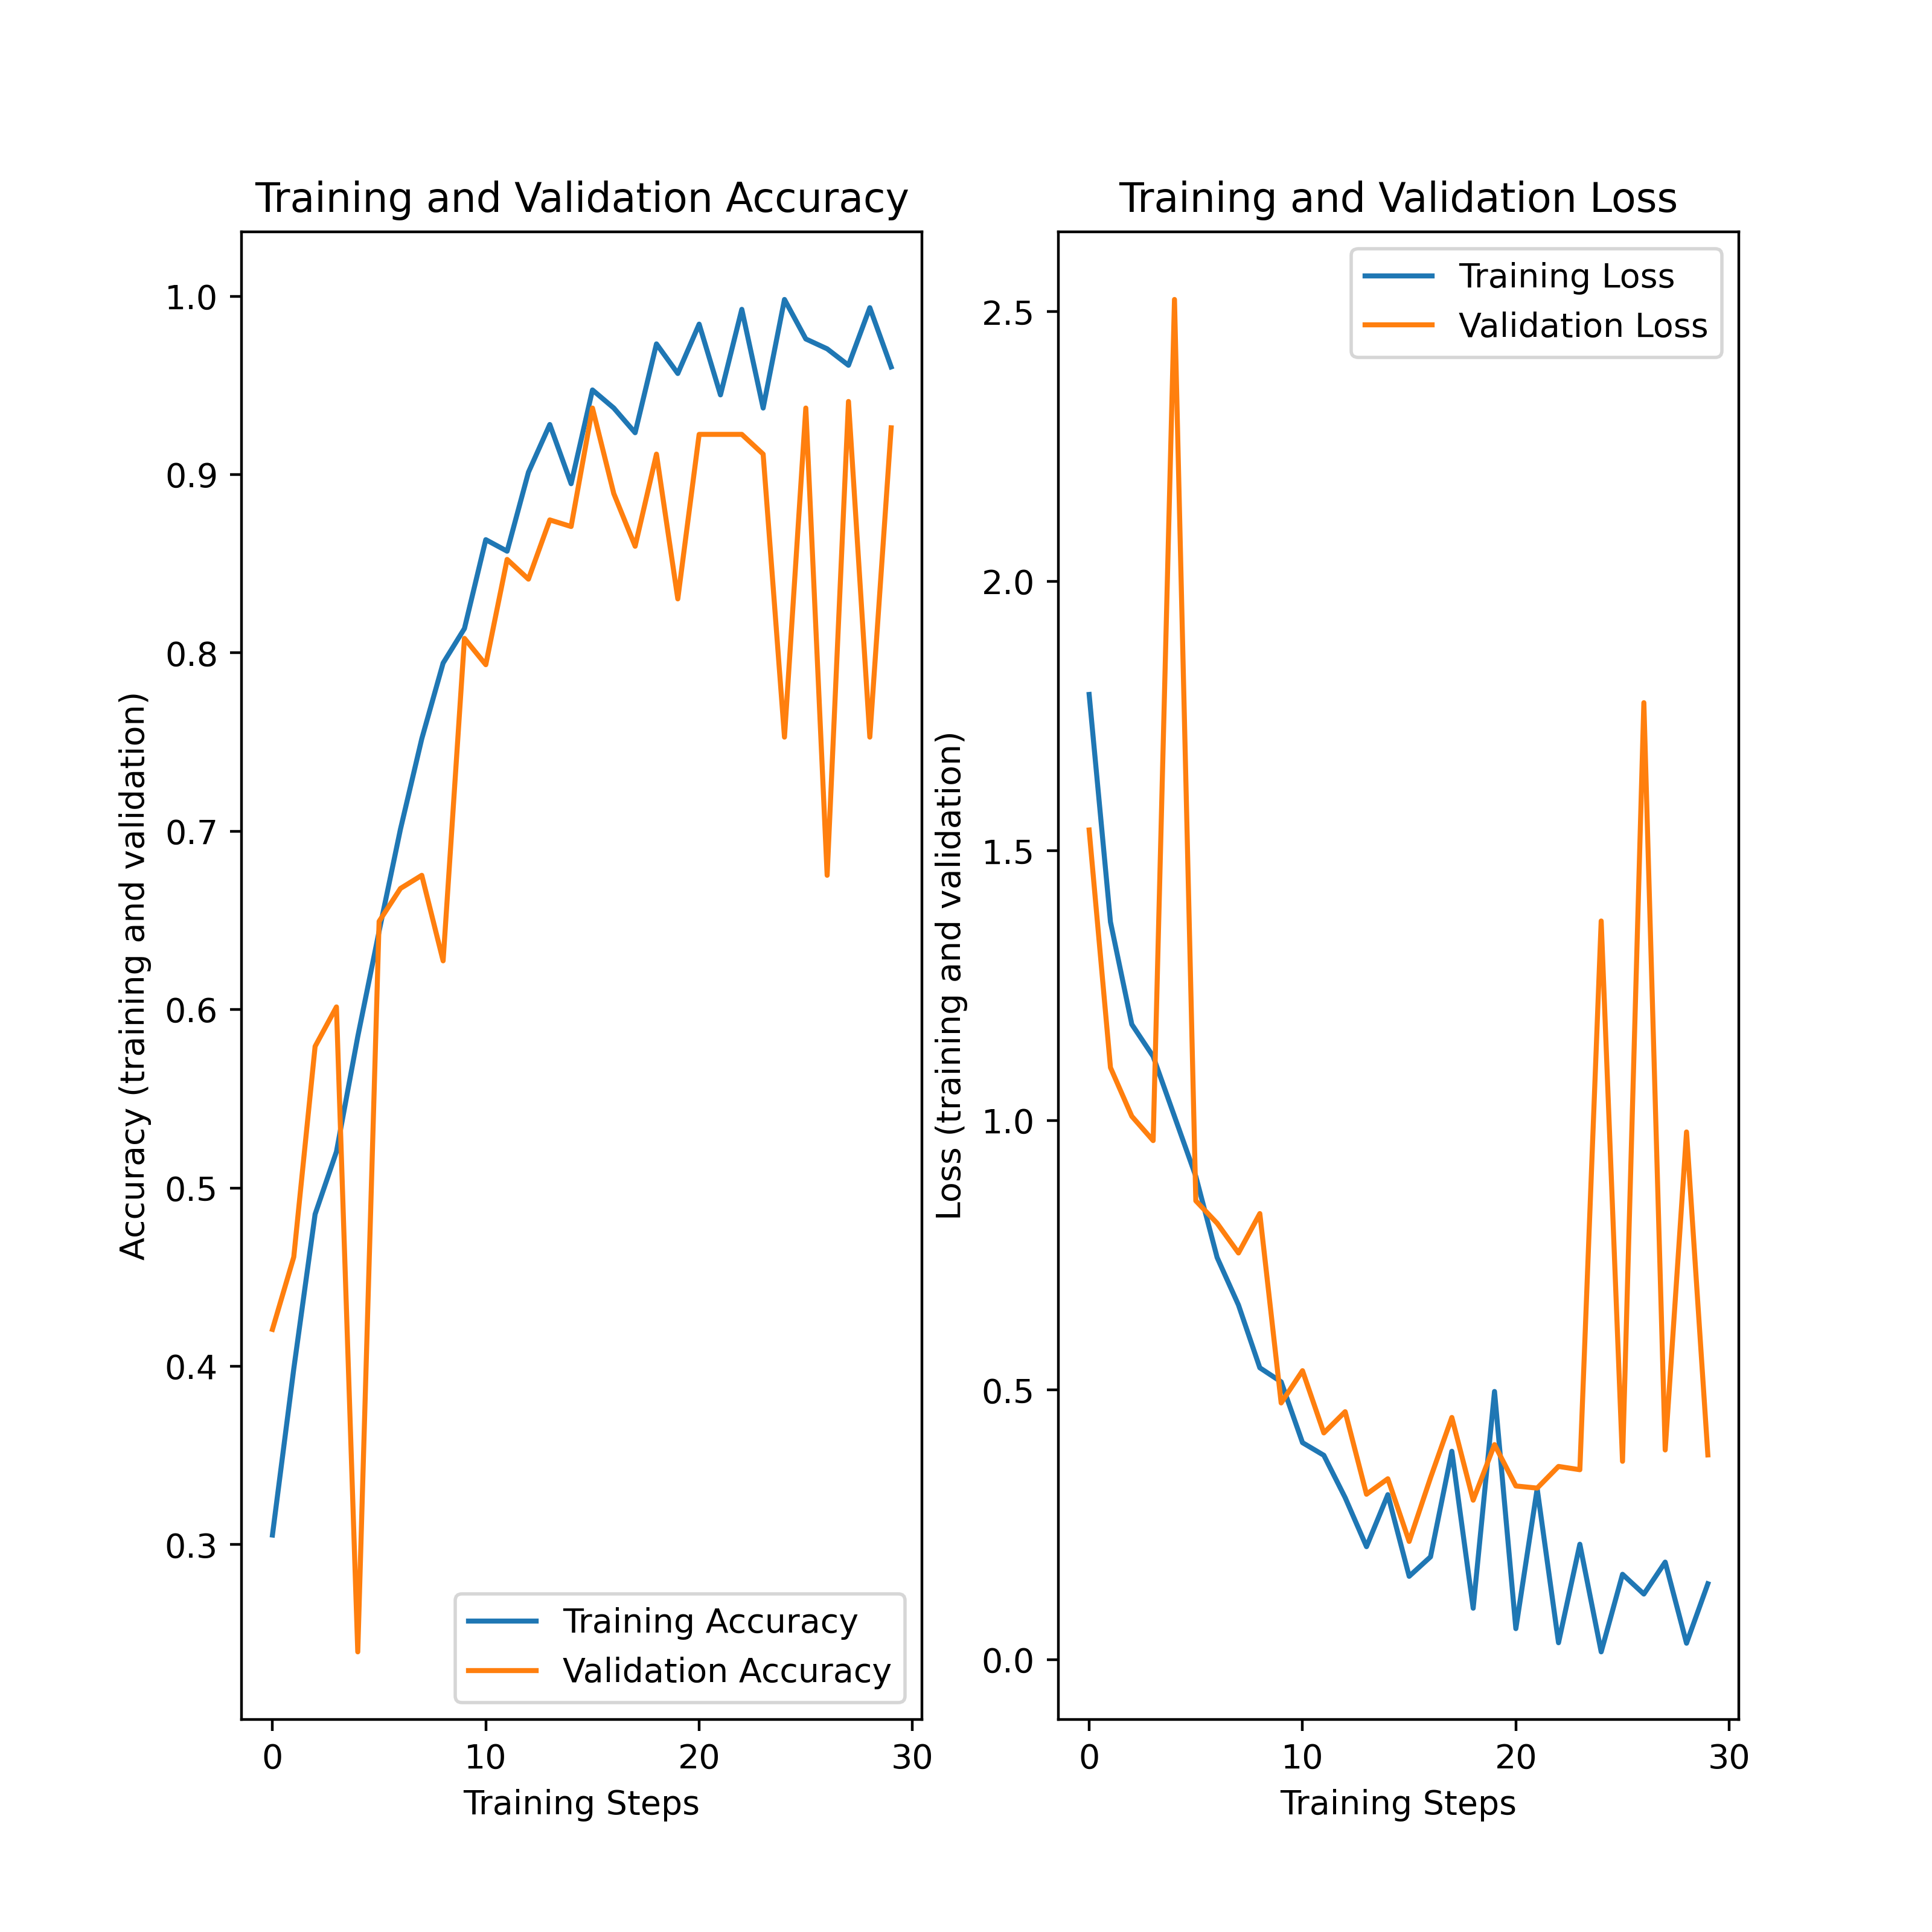 Training and Validation Accuracy
Accuracy (training and validation)
1.0
0.9
0.8
0.7
0.6
0.5
0.4
0.3
Training Accuracy
Validation Accuracy
0
10
20
30
Training Steps
Training and Validation Loss
Loss (training and validation)
2.5
2.0
1.5
1.0
0.5
0.0
Training Loss
Validation Loss
0
10
20
30
Training Steps